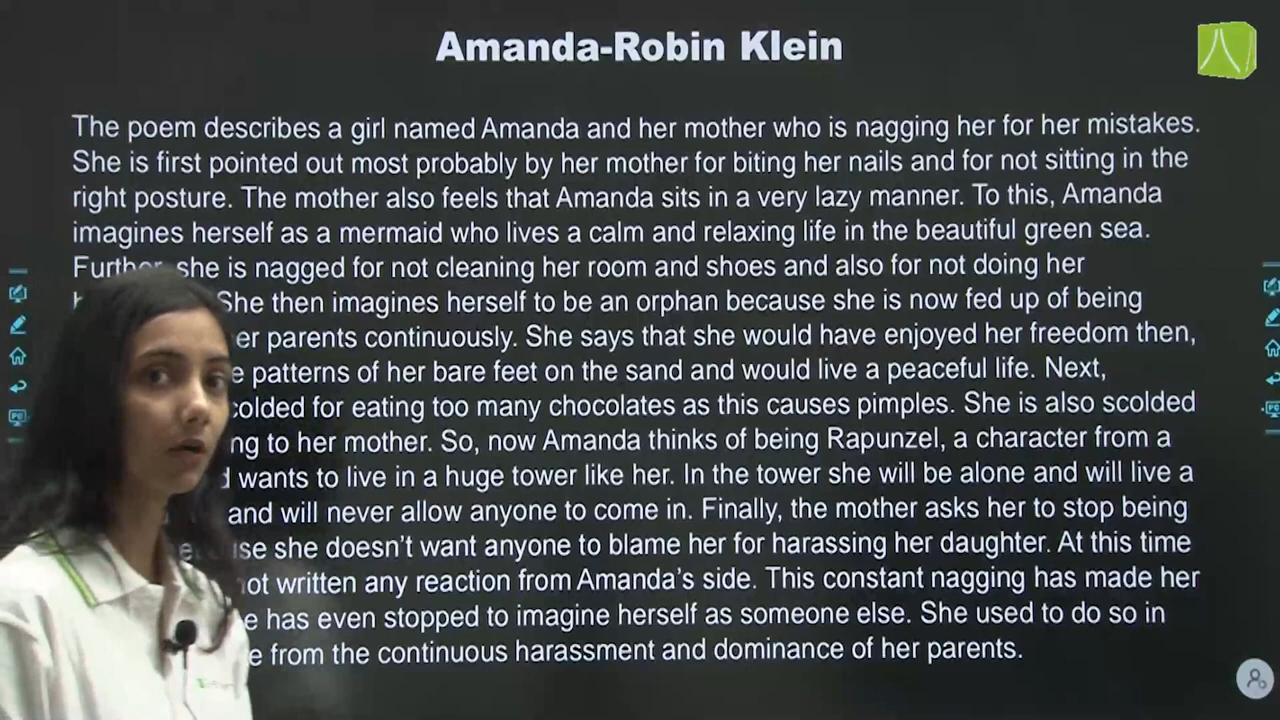 Amanda-Robin Klein
The poem describes a girl named Amanda and her mother who is nagging her for her mistakes.
She is first pointed out most probably by her mother for biting her nails and for not sitting in the
right posture. The mother also feels that Amanda sits in a very lazy manner. To this, Amanda
imagines herself as a mermaid who lives a calm and relaxing life in the beautiful green sea.
Further, she is nagged for not cleaning her room and shoes and also for not doing her
She then imagines herself to be an orphan because she is now fed up of being
parents continuously. She says that she would have enjoyed her freedom then,
patterns of her bare feet on the sand and would live a peaceful life. Next,
for eating too many chocolates as this causes pimples. She is also scolded
to her mother. So, now Amanda thinks of being Rapunzel, a character from a
wants to live in a huge tower like her. In the tower she will be alone and will live a
and will never allow anyone to come in. Finally, the mother asks her to stop being
she doesn't want anyone to blame her for harassing her daughter. At this time
written any reaction from Amanda's side. This constant nagging has made her
has even stopped to imagine herself as someone else. She used to do so in
from the continuous harassment and dominance of her parents.